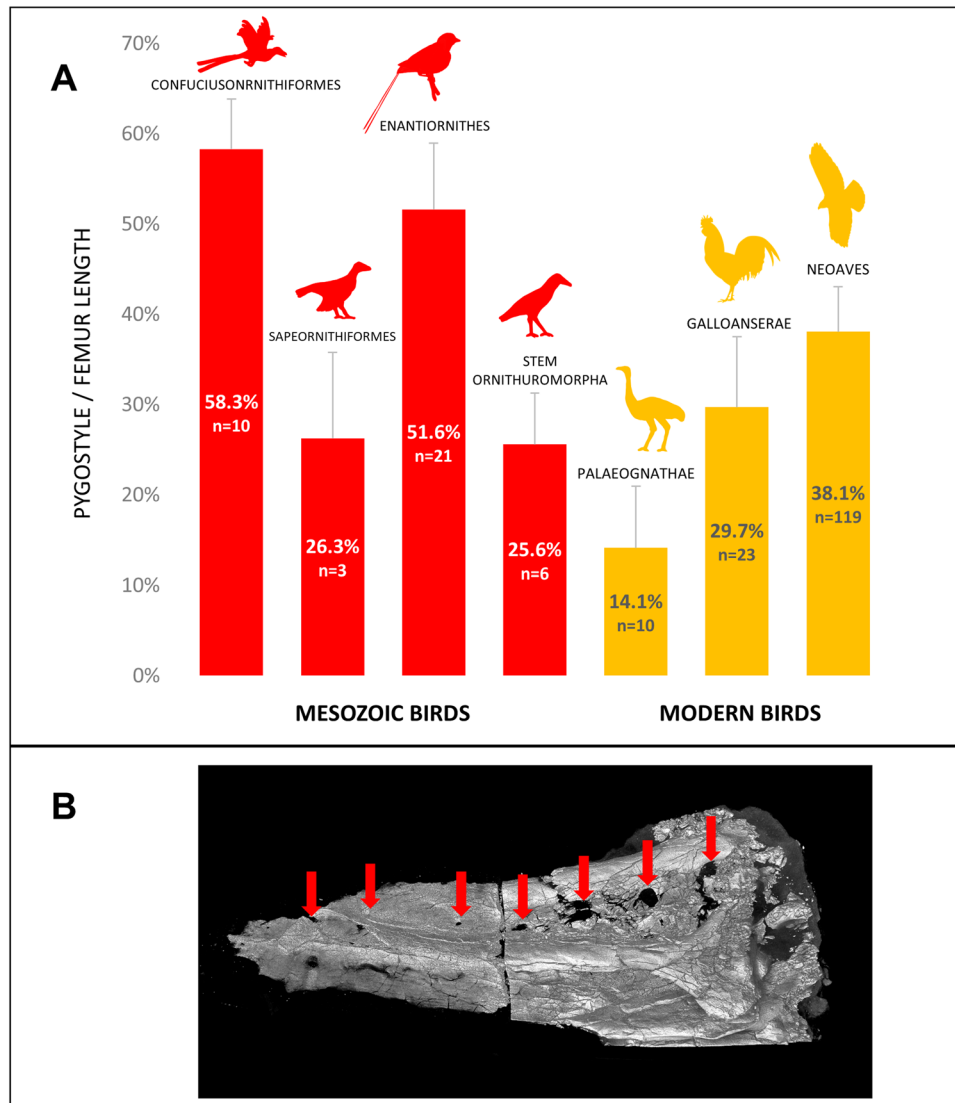 A
70%
60%
50%
40%
30%
20%
10%
0%
PYGOSTYLE / FEMUR LENGTH
CONFUCIUSONRNITHIFORMES
58.3%
n=10
SAPEORNITHIFORMES
26.3%
n=3
ENANTIORNITHES
51.6%
n=21
STEM
ORNITHUROMORPHA
25.6%
n=6
PALAEOGNATHAE
14.1%
n=10
GALLOANSERAE
29.7%
n=23
NEOAVES
38.1%
n=119
MESOZOIC BIRDS
MODERN BIRDS
B